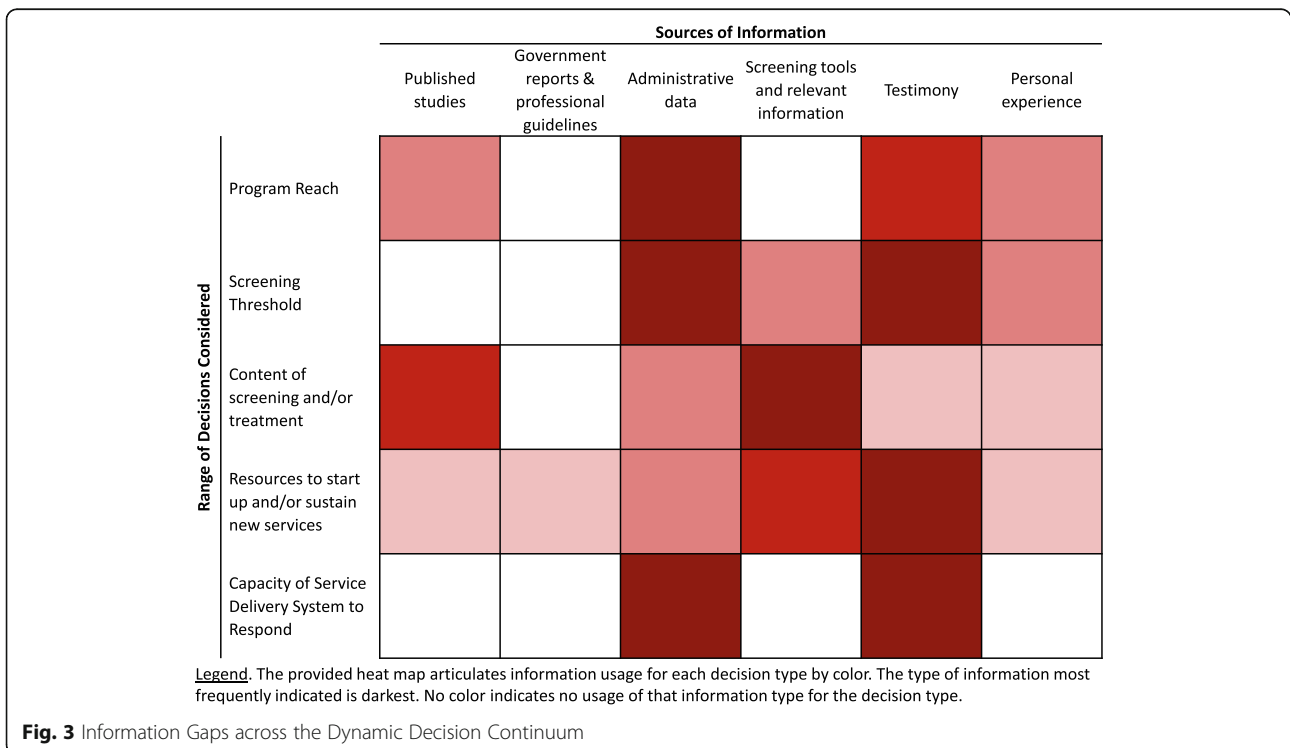 Sources of Information
Published
studies
Government
reports &
professional
guidelines
Administrative
data
Screening tools
and relevant
information
Testimony
Personal
experience
Range of Decisions Considered
Program Reach
Screening
Threshold
Content of
screening and/or
treatment
Resources to start
up and/or sustain
new services
Capacity of Service
Delivery System to
Respond
Legend. The provided heat map articulates information usage for each decision type by color. The type of information most
frequently indicated is darkest. No color indicates no usage of that information type for the decision type.
Fig. 3 Information Gaps across the Dynamic Decision Continuum